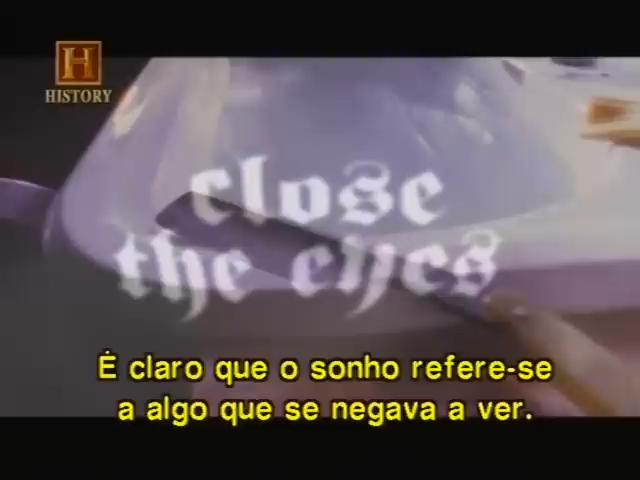 H
HISTORY
close
the eyes
É claro que o sonho refere-se
a algo que se negava a ver.